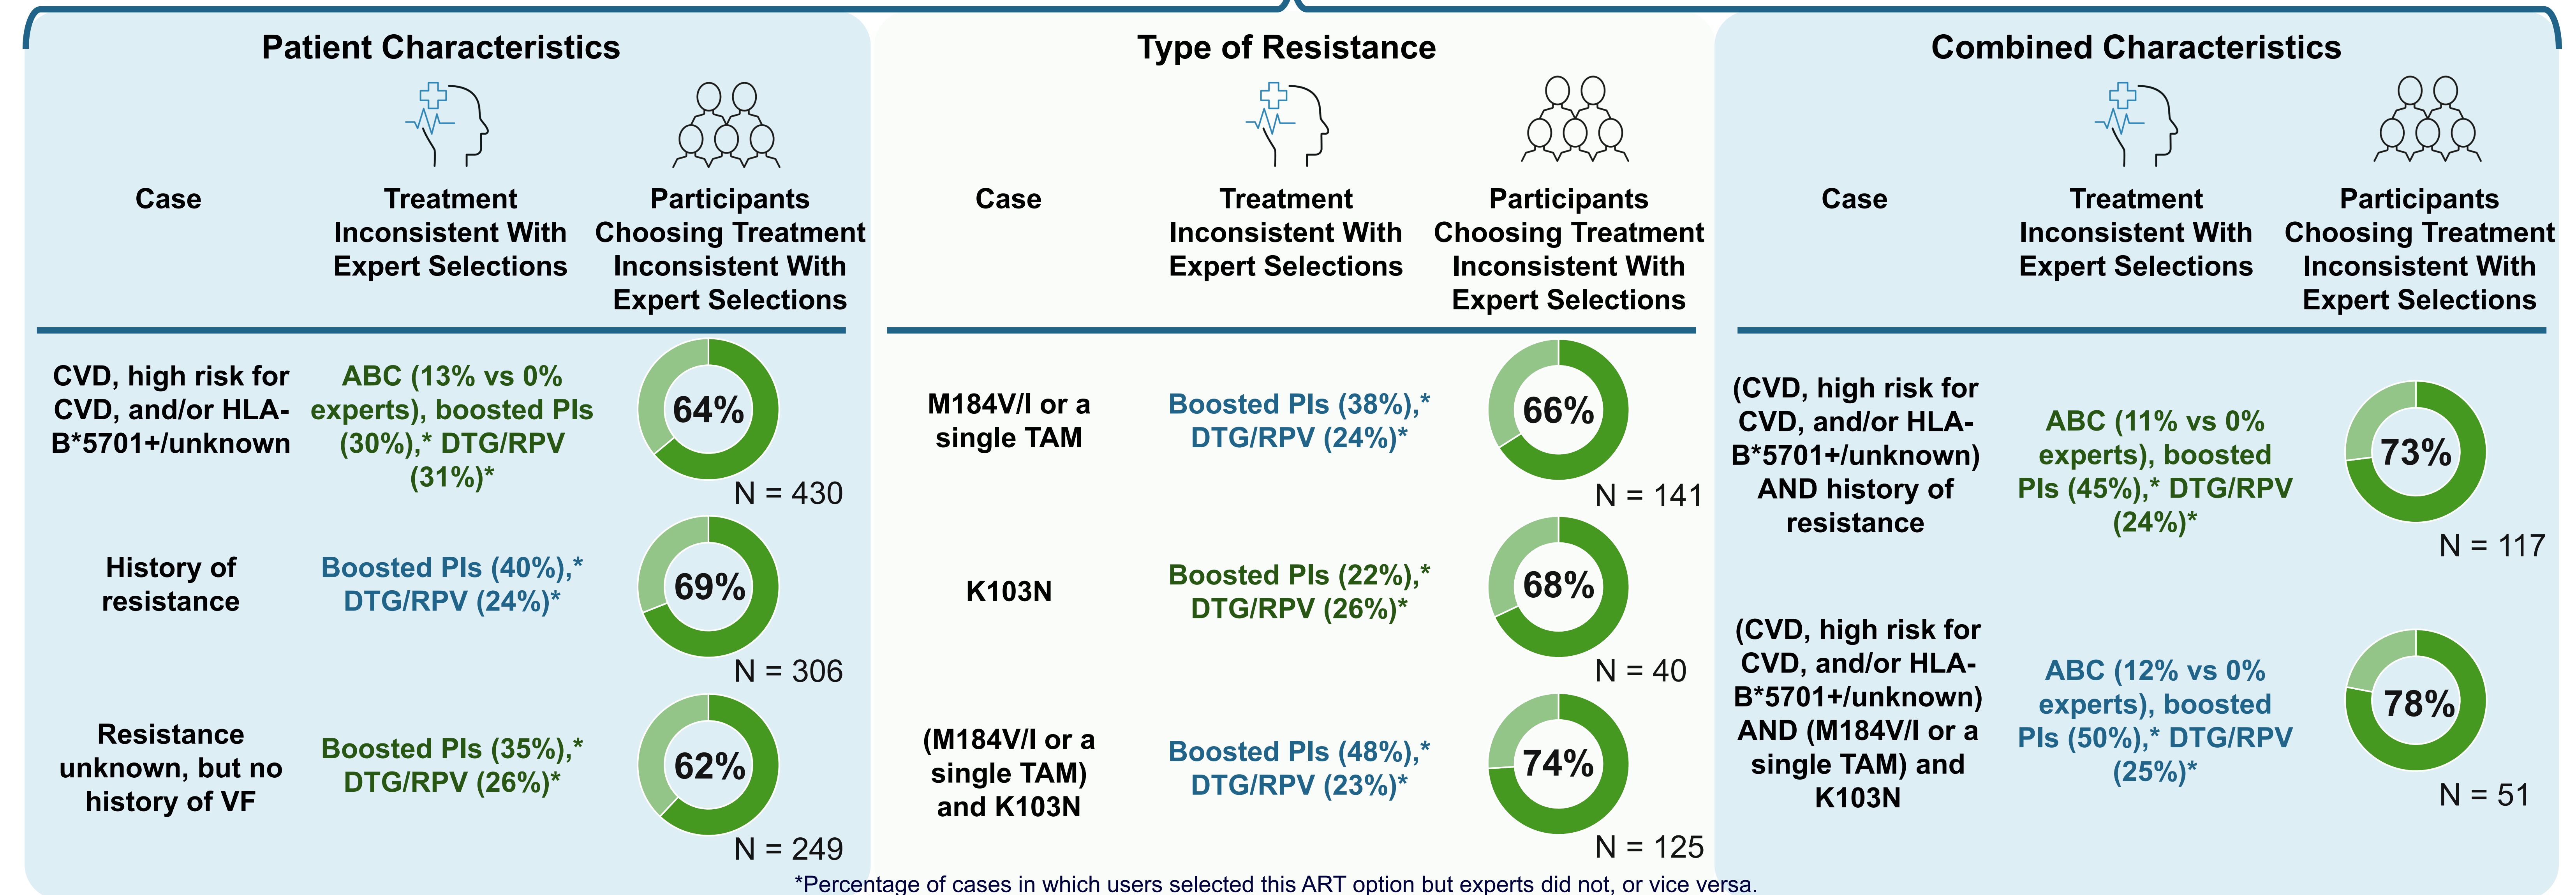 Patient Characteristics
Case
Treatment
Inconsistent With
Expert Selections
Participants
Choosing Treatment
Inconsistent With
Expert Selections
CVD, high risk for
CVD, and/or HLA-
B*5701+/unknown
ABC (13% vs 0%
experts), boosted PIs
(30%),* DTG/RPV
(31%)*
64%
N = 430
History of
resistance
Boosted PIs (40%),*
DTG/RPV (24%)*
69%
N = 306
Resistance
unknown, but no
history of VF
Boosted PIs (35%),*
DTG/RPV (26%)*
62%
N = 249
Type of Resistance
Case
Treatment
Inconsistent With
Expert Selections
Participants
Choosing Treatment
Inconsistent With
Expert Selections
M184V/I or a
single TAM
Boosted PIs (38%),*
DTG/RPV (24%)*
66%
N = 141
K103N
Boosted PIs (22%),*
DTG/RPV (26%)*
68%
N = 40
(M184V/I or a
single TAM)
and K103N
Boosted PIs (48%),*
DTG/RPV (23%)*
74%
N = 125
Combined Characteristics
Case
Treatment
Inconsistent With
Expert Selections
Participants
Choosing Treatment
Inconsistent With
Expert Selections
(CVD, high risk for
CVD, and/or HLA-
B*5701+/unknown)
AND history of
resistance
ABC (11% vs 0%
experts), boosted
PIs (45%),* DTG/RPV
(24%)*
73%
N = 117
(CVD, high risk for
CVD, and/or HLA-
B*5701+/unknown)
AND (M184V/I or a
single TAM) and
K103N
ABC (12% vs 0%
experts), boosted
PIs (50%),* DTG/RPV
(25%)*
78%
N = 51
*Percentage of cases in which users selected this ART option but experts did not, or vice versa.